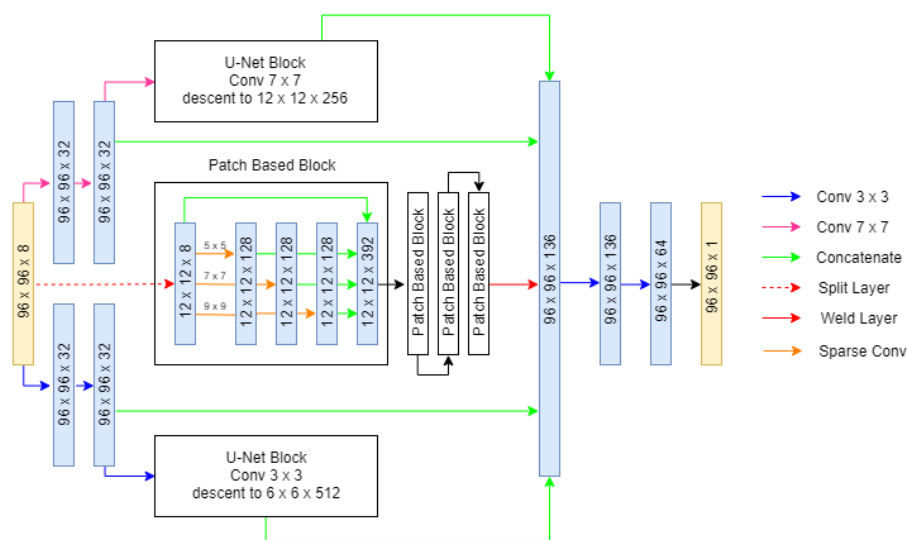 U-Net Block
Conv 7 x 7
descent to 12 x 12 x 256
96 x 96 x 32
96 x 96 x 32
Patch Based Block
96 x 96 x 8
12 x 12 x 8
5 x 5
7 x 7
9 x 9
12 x 12 x 128
12 x 12 x 128
12 x 12 x 128
12 x 12 x 392
Patch Based Block
Patch Based Block
Patch Based Block
96 x 96 x 136
96 x 96 x 136
96 x 96 x 64
96 x 96 x 1
Conv 3 x 3
Conv 7 x 7
Concatenate
Split Layer
Weld Layer
Sparse Conv
96 x 96 x 32
96 x 96 x 32
U-Net Block
Conv 3 x 3
descent to 6 x 6 x 512